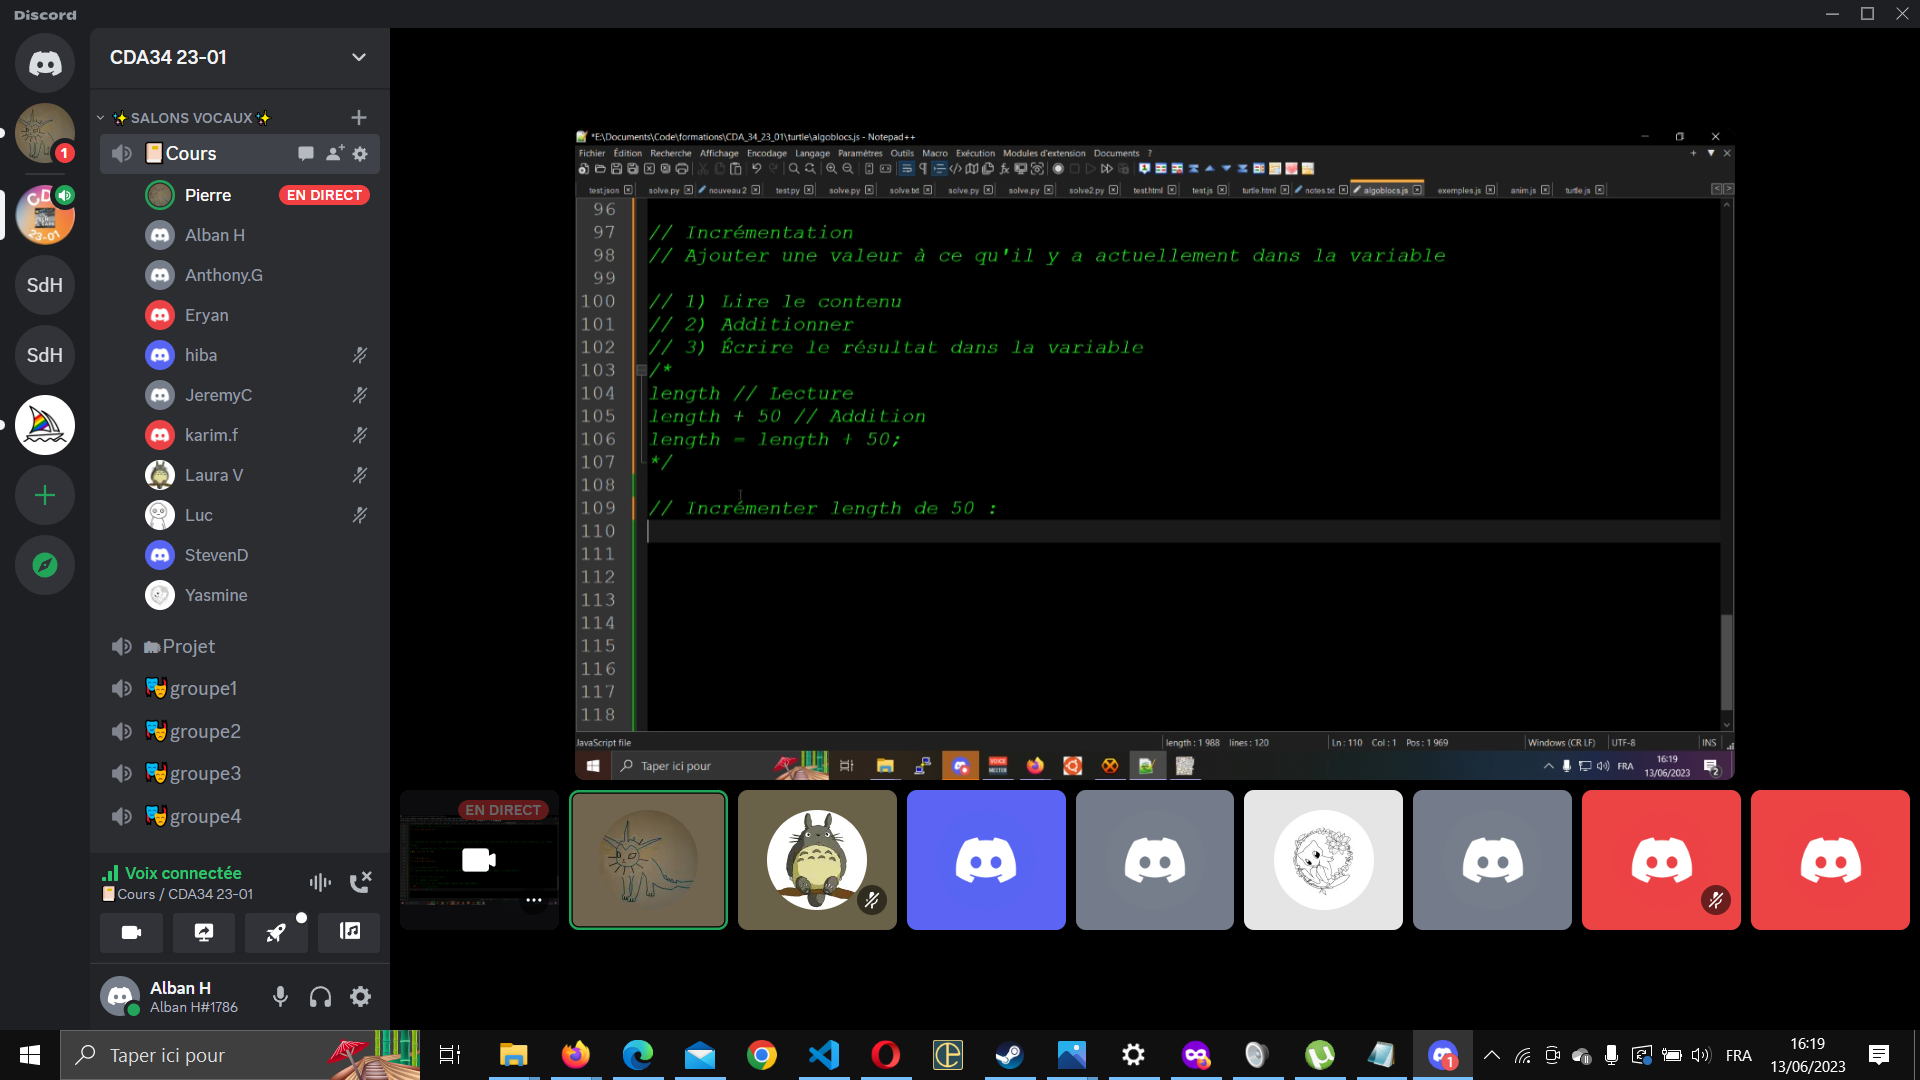 Discord
CDA34 23-01
✨ SALONS VOCAUX ✨
Cours
Pierre EN DIRECT
Alban H
Anthony.G
Eryan
hiba
JeremyC
karim.f
Laura V
Luc
StevenD
Yasmine
Projet
groupe1
groupe2
groupe3
groupe4
1
CD
23-01
SdH
SdH
Voix connectée
Cours / CDA34 23-01
Alban H
Alban H#1786
*E:\Documents\Code\formations\CDA_34_23_01\turtle\algoblocs.js - Notepad++
Fichier Édition Recherche Affichage Encodage Langage Paramètres Outils Macro Exécution Modules d'extension Documents ?
test.json solve.py nouveau 2 test.py solve.py solve.txt solve.py solve.py solve2.py test.html test.js turtle.html notes.txt algoblocs.js exemples.js anim.js turtle.js
96
97 // Incrémentation
98 // Ajouter une valeur à ce qu'il y a actuellement dans la variable
99
100 // 1) Lire le contenu
101 // 2) Additionner
102 // 3) Écrire le résultat dans la variable
103 /*
104 length // Lecture
105 length + 50 // Addition
106 length = length + 50;
107 */
108
109 // Incrémenter length de 50 :
110
111
112
113
114
115
116
117
118
JavaScript file length : 1 988 lines : 120 Ln : 110 Col : 1 Pos : 1 969 Windows (CR LF) UTF-8 INS
Taper ici pour
VOICE
MEETER
FRA
16:19
13/06/2023
2
EN DIRECT
Taper ici pour
1
FRA
16:19
13/06/2023